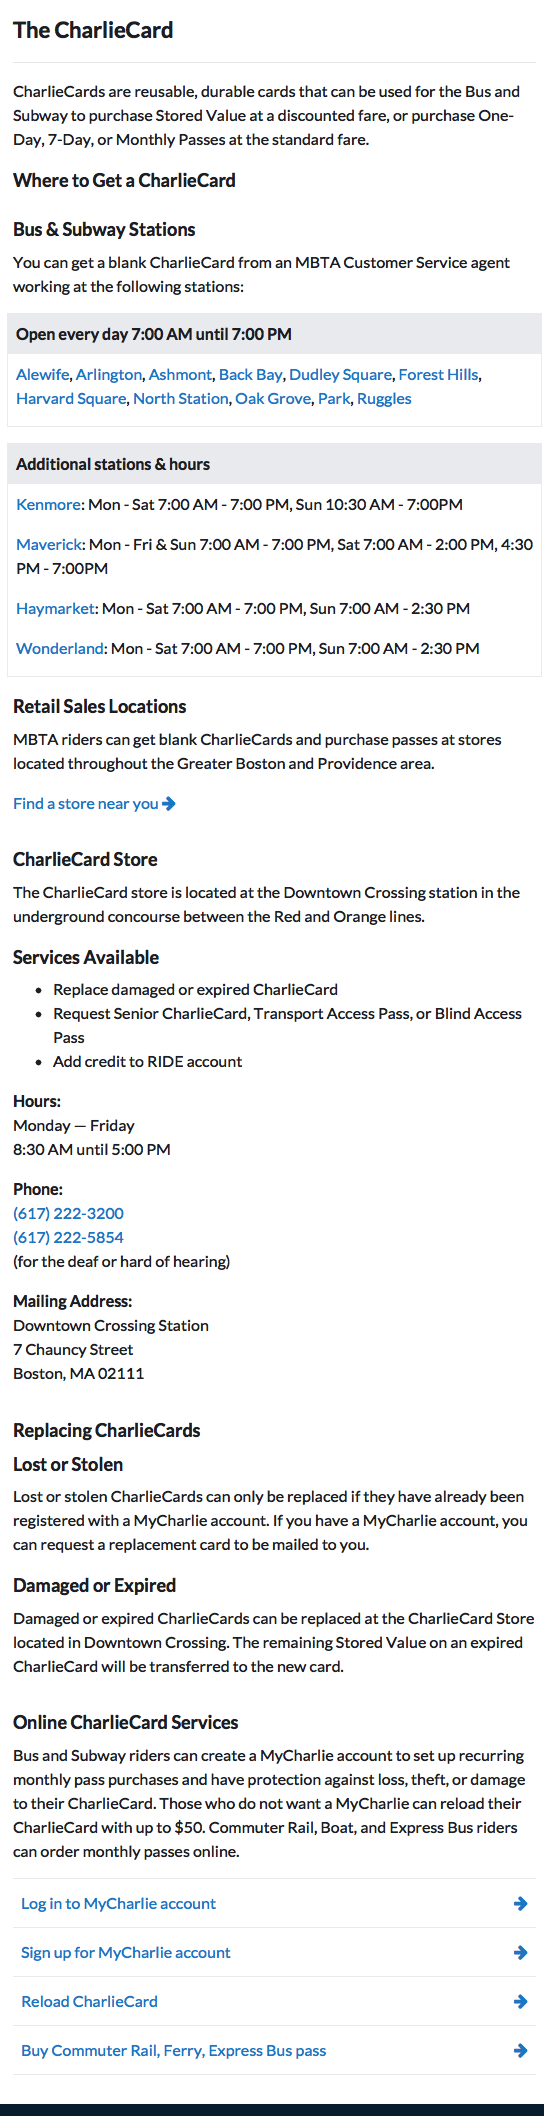 The CharlieCard
CharlieCards are reusable, durable cards that can be used for the Bus and
Subway to purchase Stored Value at a discounted fare, or purchase One-
Day, 7-Day, or Monthly Passes at the standard fare.
Where to Get a CharlieCard
Bus & Subway Stations
You can get a blank CharlieCard from an MBTA Customer Service agent
working at the following stations:
Open every day 7:00 AM until 7:00 PM
Alewife, Arlington, Ashmont, Back Bay, Dudley Square, Forest Hills,
Harvard Square, North Station, Oak Grove, Park, Ruggles
Additional stations & hours
Kenmore: Mon - Sat 7:00 AM - 7:00 PM, Sun 10:30 AM - 7:00PM
Maverick: Mon - Fri & Sun 7:00 AM - 7:00 PM, Sat 7:00 AM - 2:00 PM, 4:30
PM - 7:00PM
Haymarket: Mon - Sat 7:00 AM - 7:00 PM, Sun 7:00 AM - 2:30 PM
Wonderland: Mon - Sat 7:00 AM - 7:00 PM, Sun 7:00 AM - 2:30 PM
Retail Sales Locations
MBTA riders can get blank CharlieCards and purchase passes at stores
located throughout the Greater Boston and Providence area.
Find a store near you
CharlieCard Store
The CharlieCard store is located at the Downtown Crossing station in the
underground concourse between the Red and Orange lines.
Services Available
• Replace damaged or expired CharlieCard
• Request Senior CharlieCard, Transport Access Pass, or Blind Access
Pass
• Add credit to RIDE account
Hours:
Monday — Friday
8:30 AM until 5:00 PM
Phone:
(617) 222-3200
(617) 222-5854
(for the deaf or hard of hearing)
Mailing Address:
Downtown Crossing Station
7 Chauncy Street
Boston, MA 02111
Replacing CharlieCards
Lost or Stolen
Lost or stolen CharlieCards can only be replaced if they have already been
registered with a MyCharlie account. If you have a MyCharlie account, you
can request a replacement card to be mailed to you.
Damaged or Expired
Damaged or expired CharlieCards can be replaced at the CharlieCard Store
located in Downtown Crossing. The remaining Stored Value on an expired
CharlieCard will be transferred to the new card.
Online CharlieCard Services
Bus and Subway riders can create a MyCharlie account to set up recurring
monthly pass purchases and have protection against loss, theft, or damage
to their CharlieCard. Those who do not want a MyCharlie can reload their
CharlieCard with up to $50. Commuter Rail, Boat, and Express Bus riders
can order monthly passes online.
Log in to MyCharlie account
Sign up for MyCharlie account
Reload CharlieCard
Buy Commuter Rail, Ferry, Express Bus pass